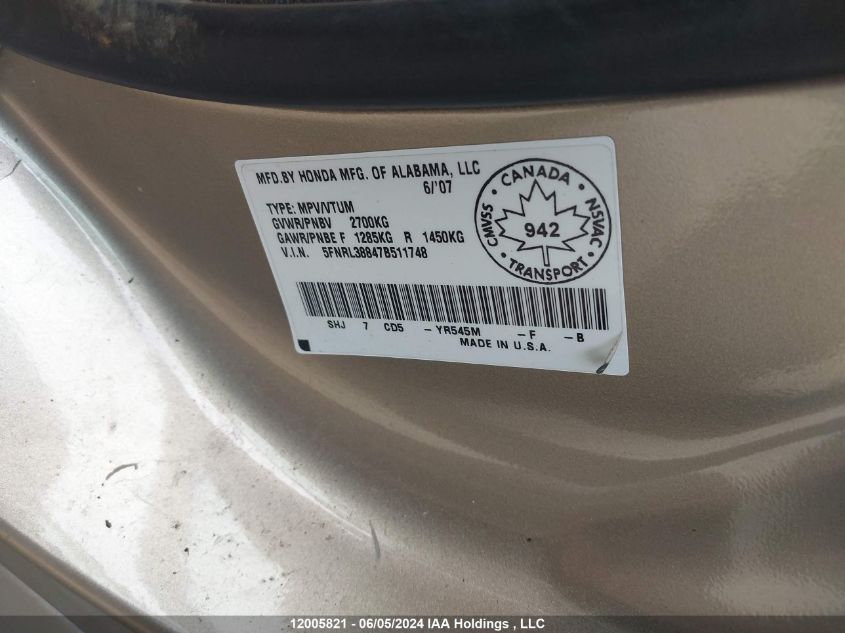 MFD.BY HONDA MFG. OF ALABAMA, LLC
6/'07
TYPE: MPV/VTUM
GVWR/PNBV 2700KG
GAWR/PNBE F 1285KG R 1450KG
V.I.N. 5FNRL38847B511748
CANADA
CMVSS
942
NSVAC
TRANSPORT
SHJ 7 CD5 - YR545M - F - B
MADE IN U.S.A.
12005821 - 06/05/2024 IAA Holdings , LLC